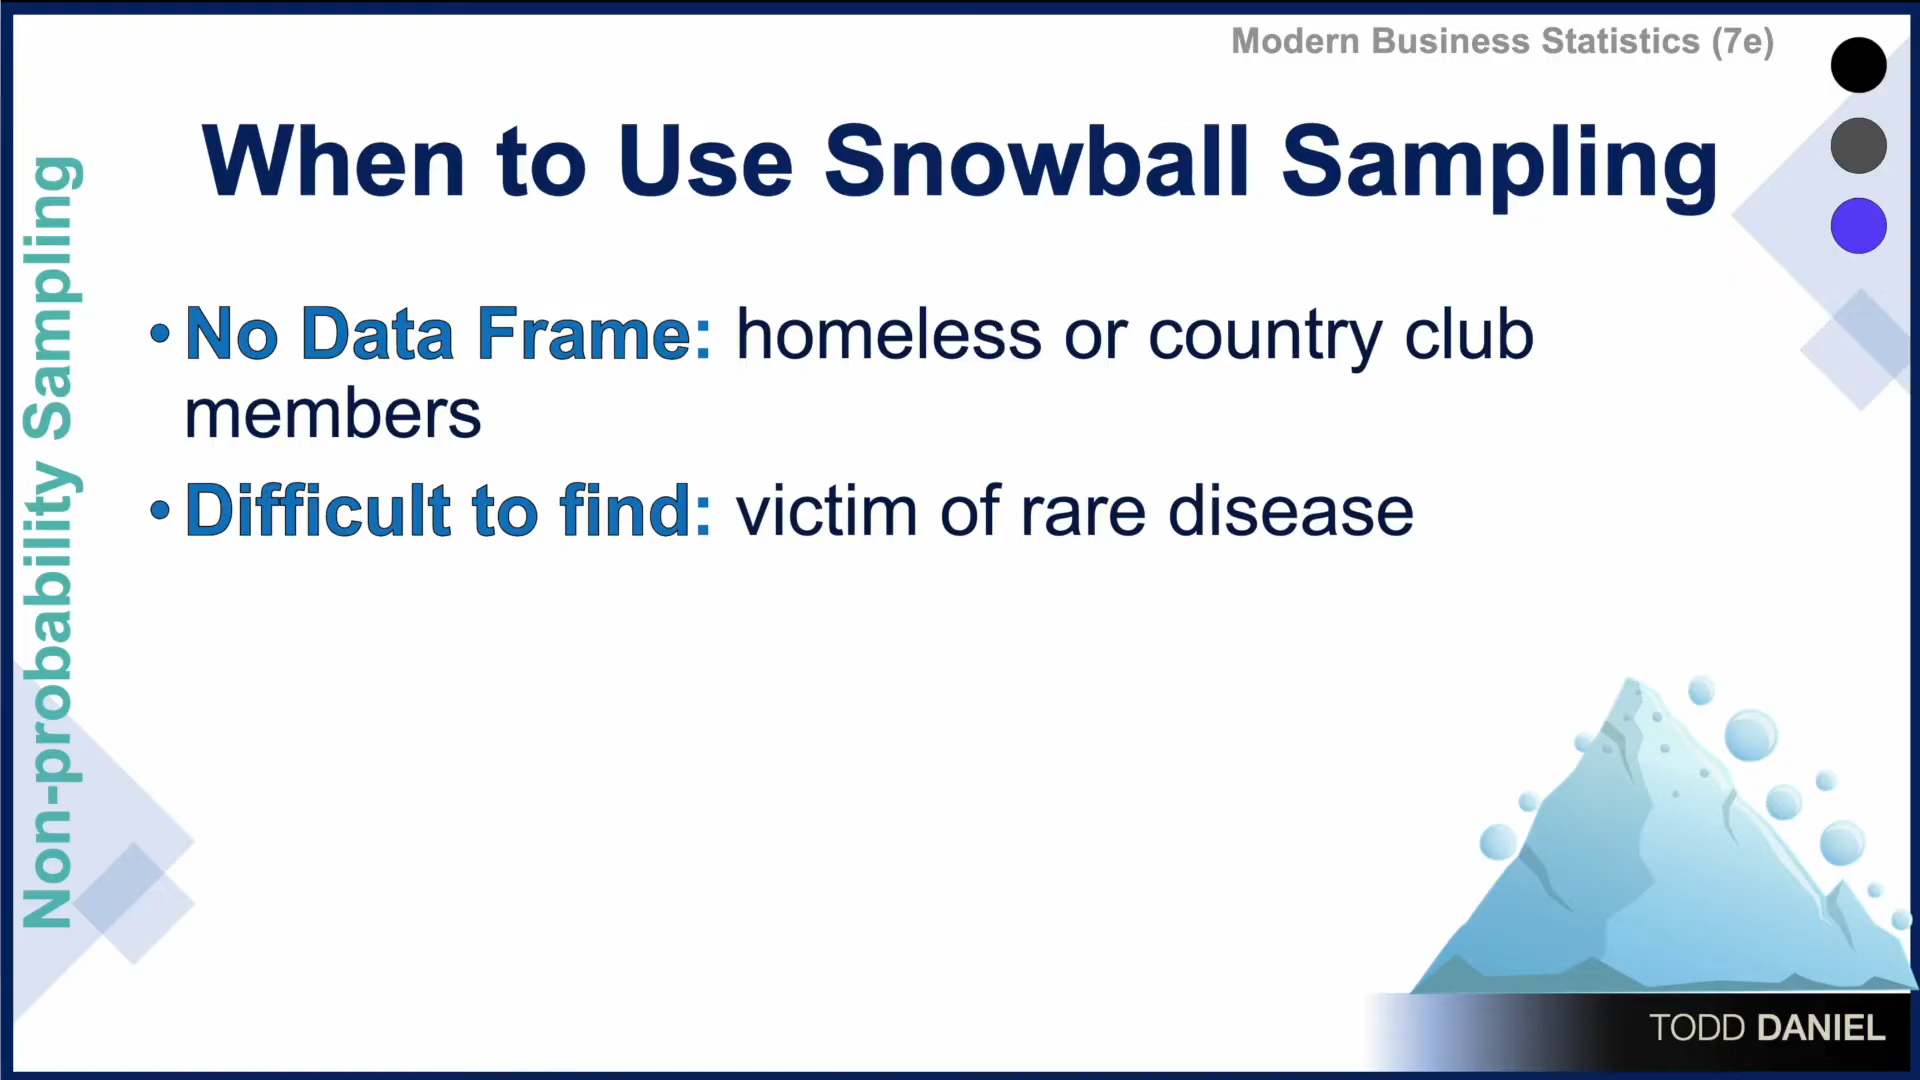 Modern Business Statistics (7e)
When to Use Snowball Sampling
Non-probability Sampling
• No Data Frame: homeless or country club
members
• Difficult to find: victim of rare disease
TODD DANIEL